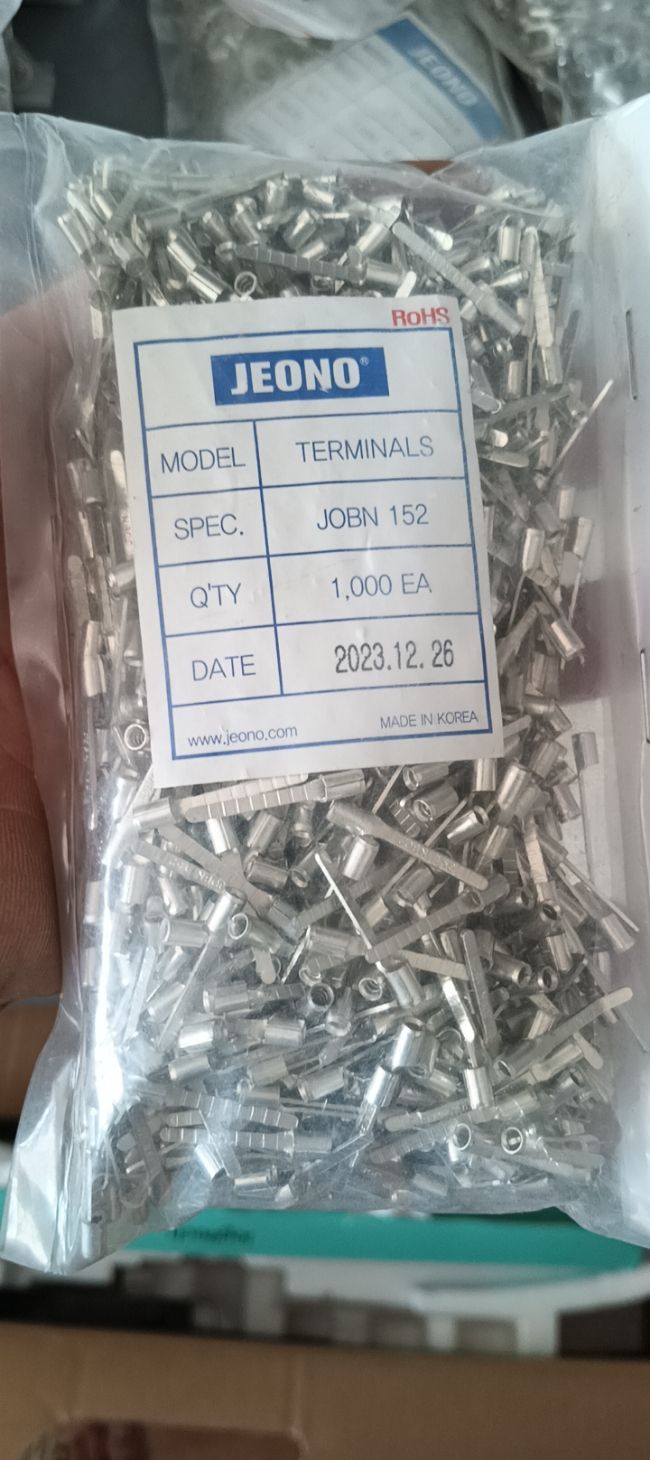 JEONO
RoHS
JEONO®
MODEL TERMINALS
SPEC. JOBN 152
Q'TY 1,000 EA
DATE 2023.12.26
www.jeono.com MADE IN KOREA